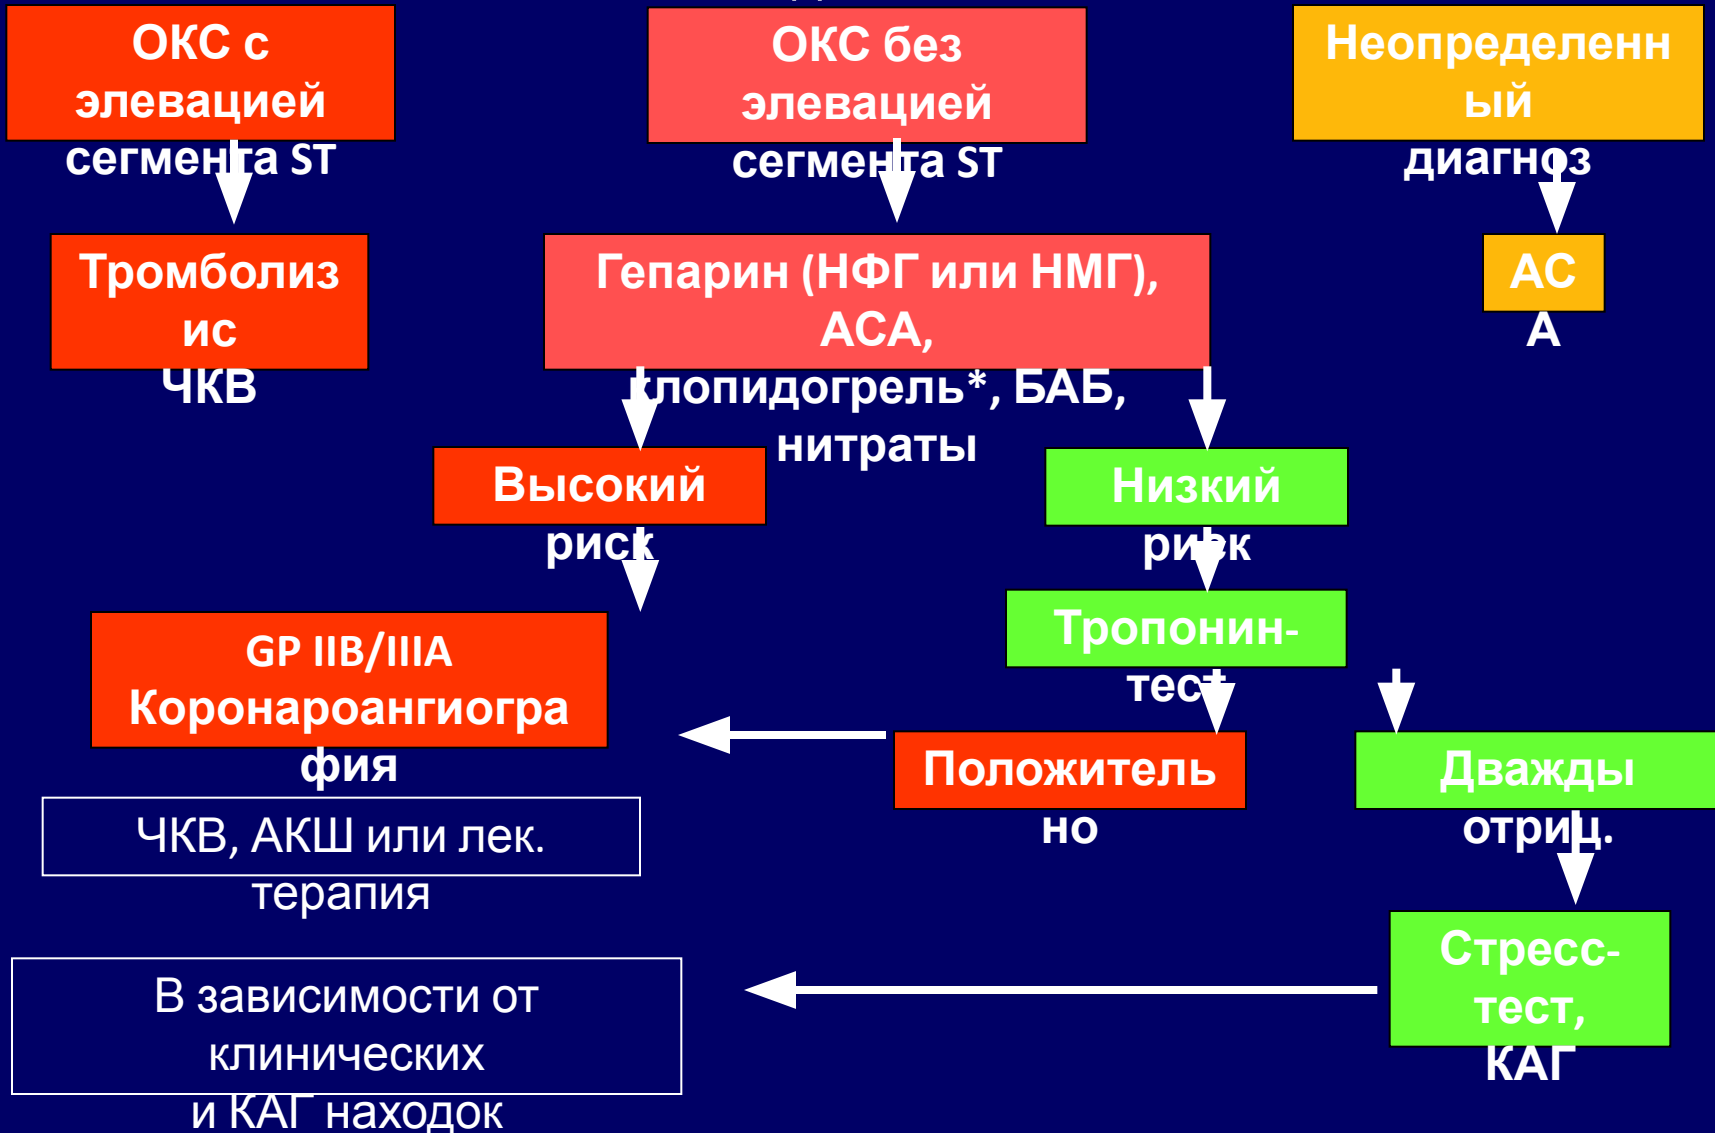 ОКС с
элевацией
сегмента ST
ОКС без
элевацией
сегмента ST
Неопределенн
ый
диагноз
Тромболиз
ис
ЧКВ
Гепарин (НФГ или НМГ),
АСА,
клопидогрель*, БАБ,
нитраты
АС
А
Высокий
риск
Низкий
риск
Тропонин-
тест
GP IIB/IIIA
Коронароангиогра
фия
Положитель
но
Дважды
отриц.
ЧКВ, АКШ или лек.
терапия
Стресс-
тест,
КАГ
В зависимости от
клинических
и КАГ находок